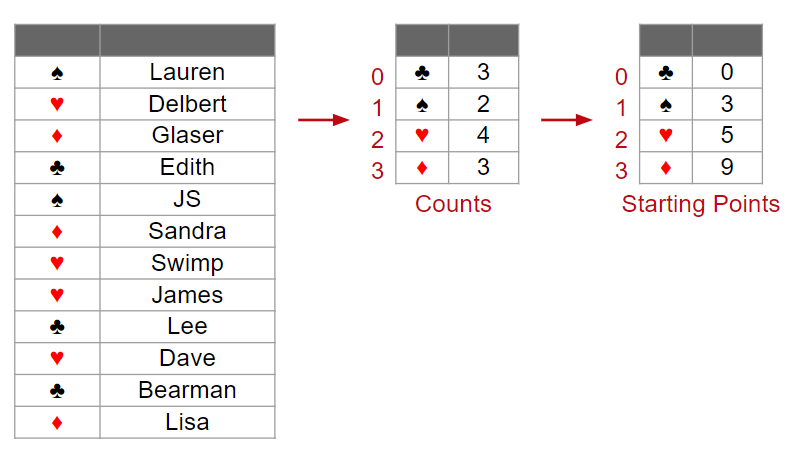 ♠ Lauren
♥ Delbert
♦ Glaser
♣ Edith
♠ JS
♦ Sandra
♥ Swimp
♥ James
♣ Lee
♥ Dave
♣ Bearman
♦ Lisa
0 ♣ 3
1 ♠ 2
2 ♥ 4
3 ♦ 3
Counts
0 ♣ 0
1 ♠ 3
2 ♥ 5
3 ♦ 9
Starting Points